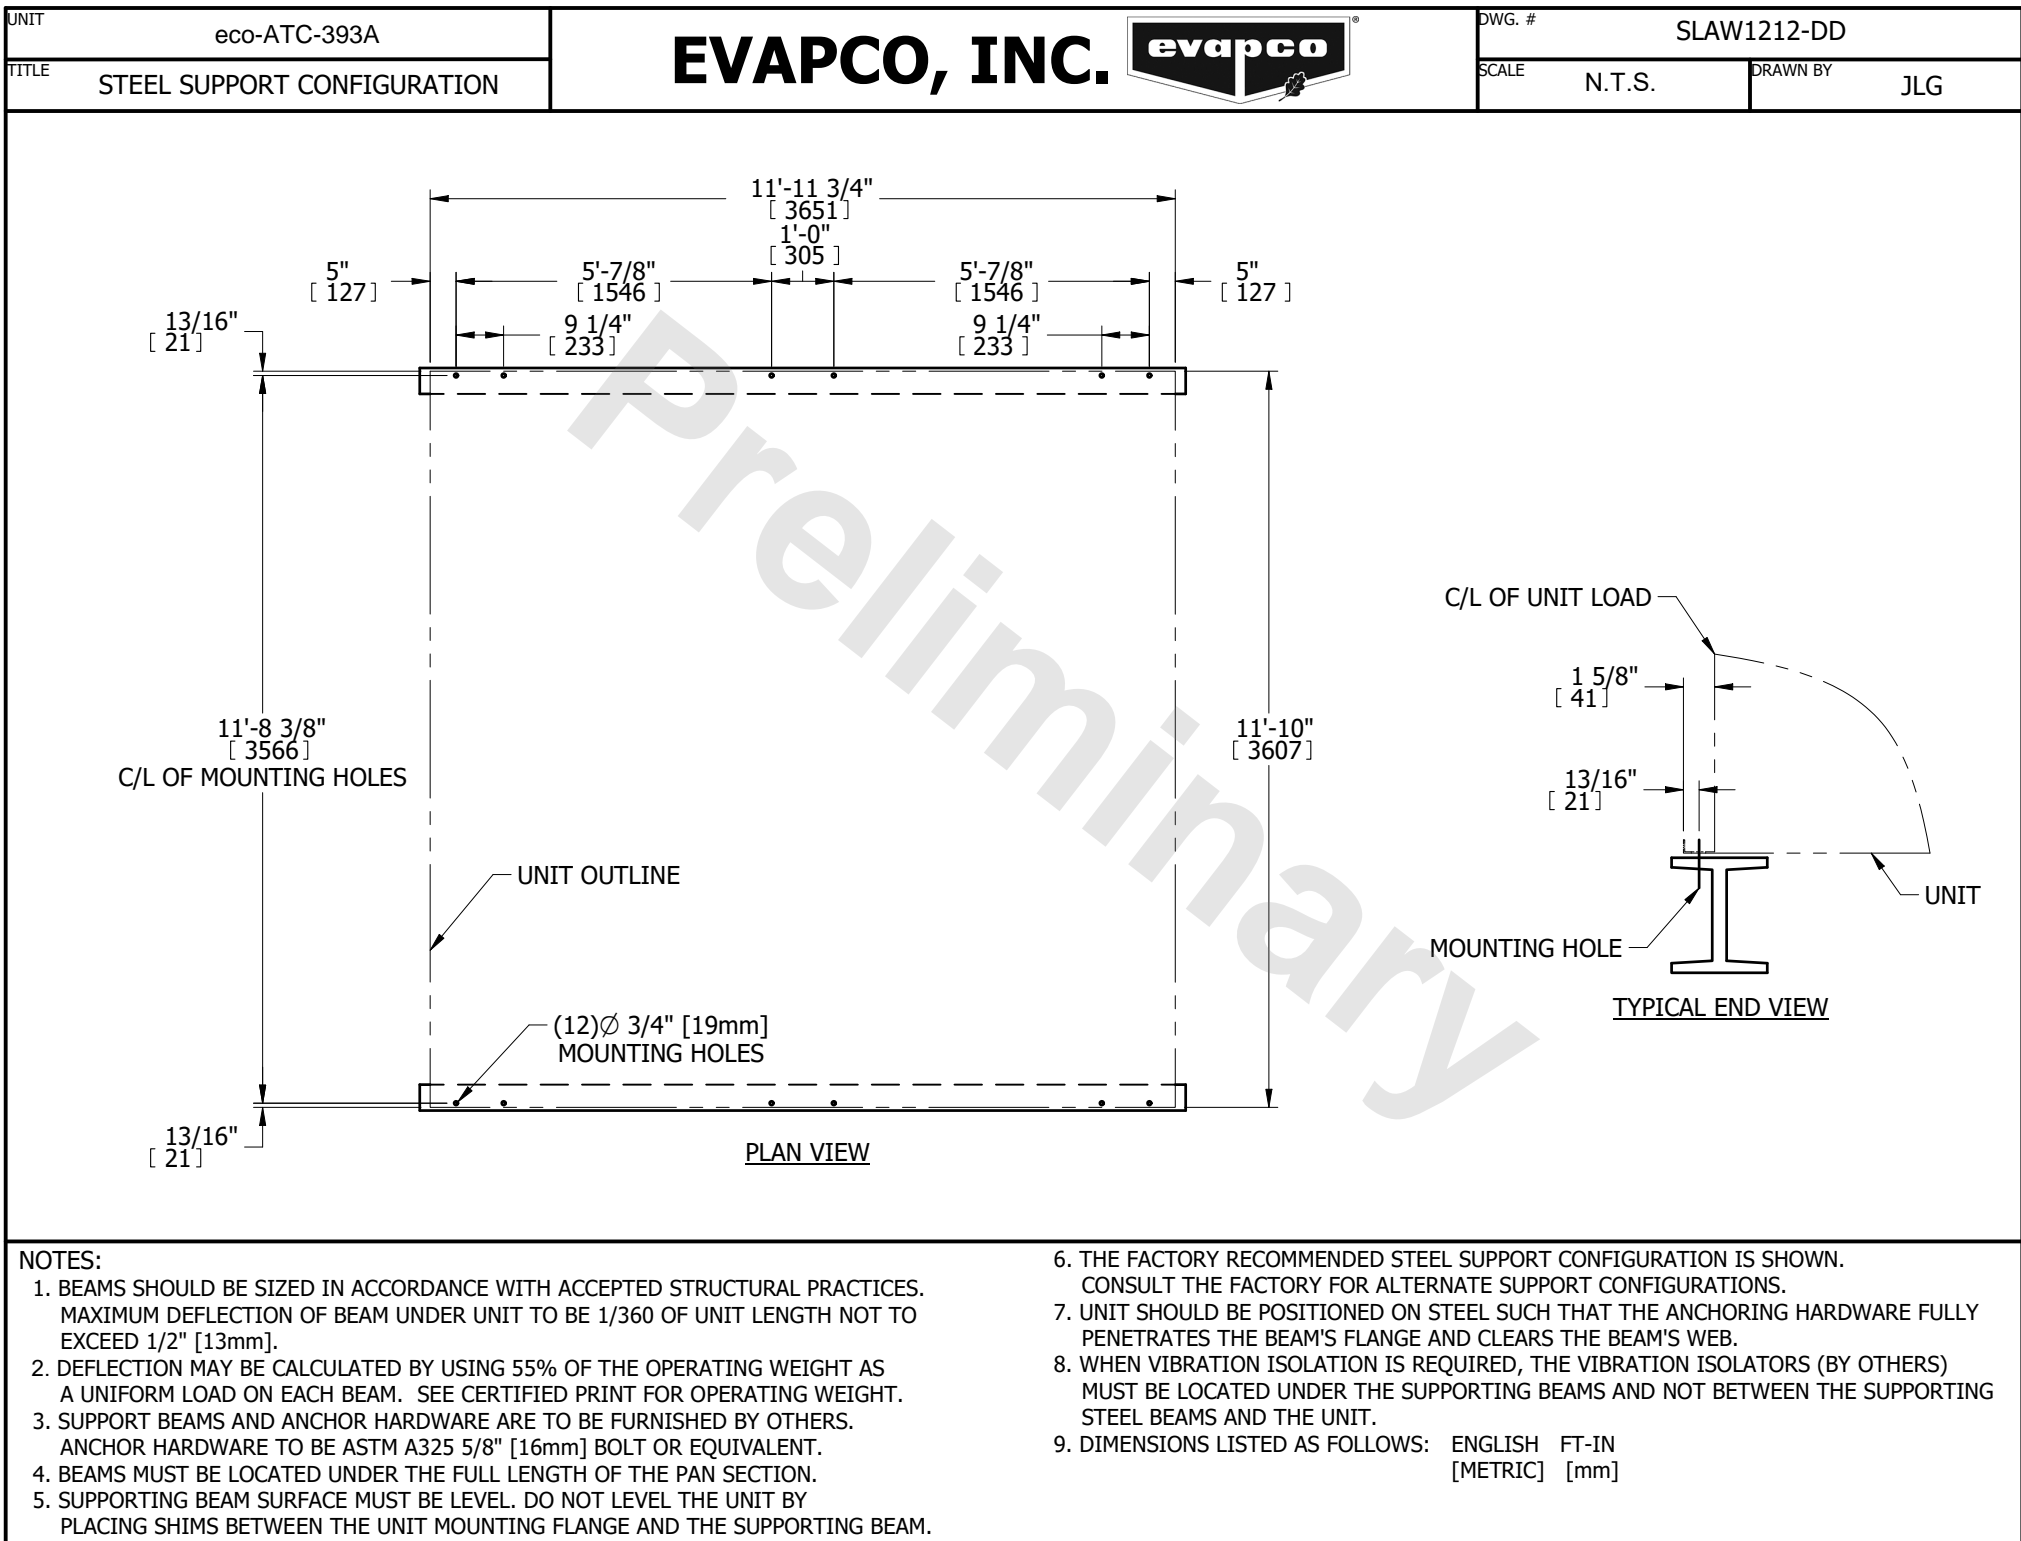 UNIT
eco-ATC-393A
TITLE
STEEL SUPPORT CONFIGURATION
EVAPCO, INC.
evapco
®
DWG. #
SLAW1212-DD
SCALE
N.T.S.
DRAWN BY
JLG
11'-11 3/4"
[ 3651]
1'-0"
[ 305 ]
5"
[ 127]
5'-7/8"
[ 1546 ]
5'-7/8"
[ 1546 ]
5"
[ 127 ]
13/16"
[ 21]
9 1/4"
[ 233]
9 1/4"
[ 233 ]
Preliminary
C/L OF UNIT LOAD
1 5/8"
[ 41]
11'-8 3/8"
[ 3566]
C/L OF MOUNTING HOLES
11'-10"
[ 3607]
13/16"
[ 21]
UNIT OUTLINE
UNIT
MOUNTING HOLE
TYPICAL END VIEW
(12)∅ 3/4" [19mm]
MOUNTING HOLES
13/16"
[ 21]
PLAN VIEW
NOTES:
1. BEAMS SHOULD BE SIZED IN ACCORDANCE WITH ACCEPTED STRUCTURAL PRACTICES.
MAXIMUM DEFLECTION OF BEAM UNDER UNIT TO BE 1/360 OF UNIT LENGTH NOT TO
EXCEED 1/2" [13mm].
2. DEFLECTION MAY BE CALCULATED BY USING 55% OF THE OPERATING WEIGHT AS
A UNIFORM LOAD ON EACH BEAM. SEE CERTIFIED PRINT FOR OPERATING WEIGHT.
3. SUPPORT BEAMS AND ANCHOR HARDWARE ARE TO BE FURNISHED BY OTHERS.
ANCHOR HARDWARE TO BE ASTM A325 5/8" [16mm] BOLT OR EQUIVALENT.
4. BEAMS MUST BE LOCATED UNDER THE FULL LENGTH OF THE PAN SECTION.
5. SUPPORTING BEAM SURFACE MUST BE LEVEL. DO NOT LEVEL THE UNIT BY
PLACING SHIMS BETWEEN THE UNIT MOUNTING FLANGE AND THE SUPPORTING BEAM.
6. THE FACTORY RECOMMENDED STEEL SUPPORT CONFIGURATION IS SHOWN.
CONSULT THE FACTORY FOR ALTERNATE SUPPORT CONFIGURATIONS.
7. UNIT SHOULD BE POSITIONED ON STEEL SUCH THAT THE ANCHORING HARDWARE FULLY
PENETRATES THE BEAM'S FLANGE AND CLEARS THE BEAM'S WEB.
8. WHEN VIBRATION ISOLATION IS REQUIRED, THE VIBRATION ISOLATORS (BY OTHERS)
MUST BE LOCATED UNDER THE SUPPORTING BEAMS AND NOT BETWEEN THE SUPPORTING
STEEL BEAMS AND THE UNIT.
9. DIMENSIONS LISTED AS FOLLOWS: ENGLISH FT-IN
[METRIC] [mm]